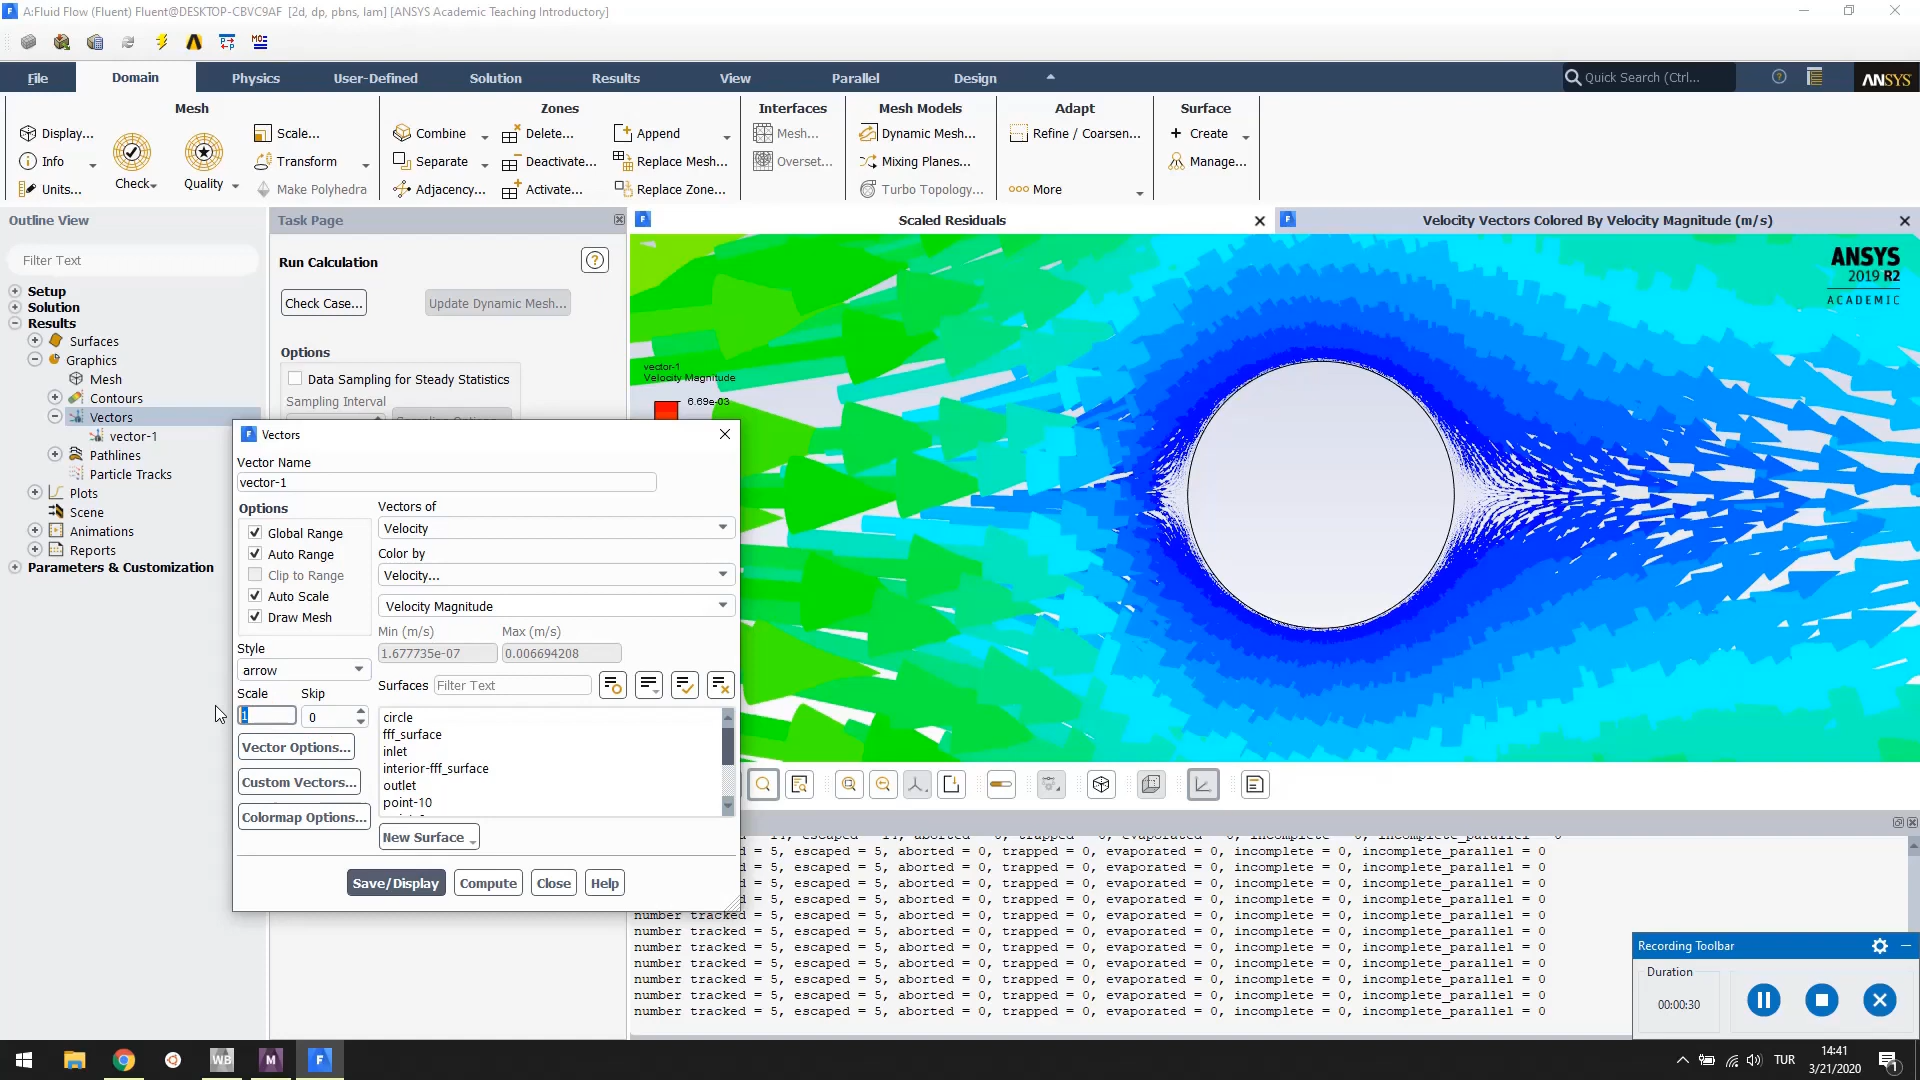 A:Fluid Flow (Fluent) Fluent@DESKTOP-CBVC9AF [2d, dp, pbns, lam] [ANSYS Academic Teaching Introductory]
File Domain Physics User-Defined Solution Results View Parallel Design Quick Search (Ctrl... ANSYS
Mesh Zones Interfaces Mesh Models Adapt Surface
Display... Scale... Combine Delete... Append Mesh... Dynamic Mesh... Refine / Coarsen... Create
Info Transform Separate Deactivate... Replace Mesh... Overset... Mixing Planes... Manage...
Units... Check Quality Make Polyhedra Adjacency... Activate... Replace Zone... Turbo Topology... More
Outline View
Filter Text
Setup
Solution
Results
Surfaces
Graphics
Mesh
Contours
Vectors
vector-1
Pathlines
Particle Tracks
Plots
Scene
Animations
Reports
Parameters & Customization
Task Page
Run Calculation
Check Case... Update Dynamic Mesh...
Options
Data Sampling for Steady Statistics
Sampling Interval
Scaled Residuals
Velocity Vectors Colored By Velocity Magnitude (m/s)
ANSYS
2019 R2
ACADEMIC
vector-1
Velocity Magnitude
6.69e-03
Vectors
Vector Name
vector-1
Options
Global Range
Auto Range
Clip to Range
Auto Scale
Draw Mesh
Style
arrow
Scale Skip
1 0
Vector Options...
Custom Vectors...
Colormap Options...
Vectors of
Velocity
Color by
Velocity...
Velocity Magnitude
Min (m/s) Max (m/s)
1.677735e-07 0.006694208
Surfaces Filter Text
circle
fff_surface
inlet
interior-fff_surface
outlet
point-10
New Surface
Save/Display Compute Close Help
d = 5, escaped = 5, aborted = 0, trapped = 0, evaporated = 0, incomplete = 0, incomplete_parallel = 0
d = 5, escaped = 5, aborted = 0, trapped = 0, evaporated = 0, incomplete = 0, incomplete_parallel = 0
d = 5, escaped = 5, aborted = 0, trapped = 0, evaporated = 0, incomplete = 0, incomplete_parallel = 0
d = 5, escaped = 5, aborted = 0, trapped = 0, evaporated = 0, incomplete = 0, incomplete_parallel = 0
number tracked = 5, escaped = 5, aborted = 0, trapped = 0, evaporated = 0, incomplete = 0, incomplete_parallel = 0
number tracked = 5, escaped = 5, aborted = 0, trapped = 0, evaporated = 0, incomplete = 0, incomplete_parallel = 0
number tracked = 5, escaped = 5, aborted = 0, trapped = 0, evaporated = 0, incomplete = 0, incomplete_parallel = 0
number tracked = 5, escaped = 5, aborted = 0, trapped = 0, evaporated = 0, incomplete = 0, incomplete_parallel = 0
number tracked = 5, escaped = 5, aborted = 0, trapped = 0, evaporated = 0, incomplete = 0, incomplete_parallel = 0
number tracked = 5, escaped = 5, aborted = 0, trapped = 0, evaporated = 0, incomplete = 0, incomplete_parallel = 0
number tracked = 5, escaped = 5, aborted = 0, trapped = 0, evaporated = 0, incomplete = 0, incomplete_parallel = 0
Recording Toolbar
Duration
00:00:30
WB M F
TUR
14:41
3/21/2020
1